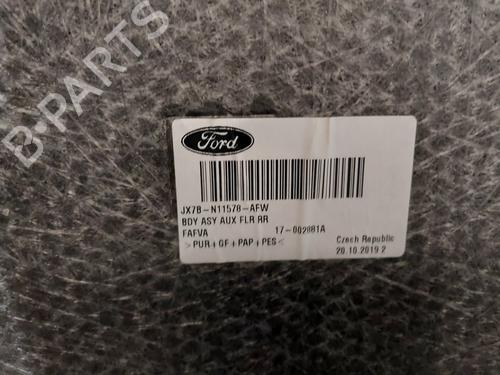 B-PARTS
Ford
JX7B-N11578-AFW
BDY ASY AUX FLR RR
FAFVA 17-002881A
>PUR+GF+PAP+PES<
Czech Republic
20.10.2019 2